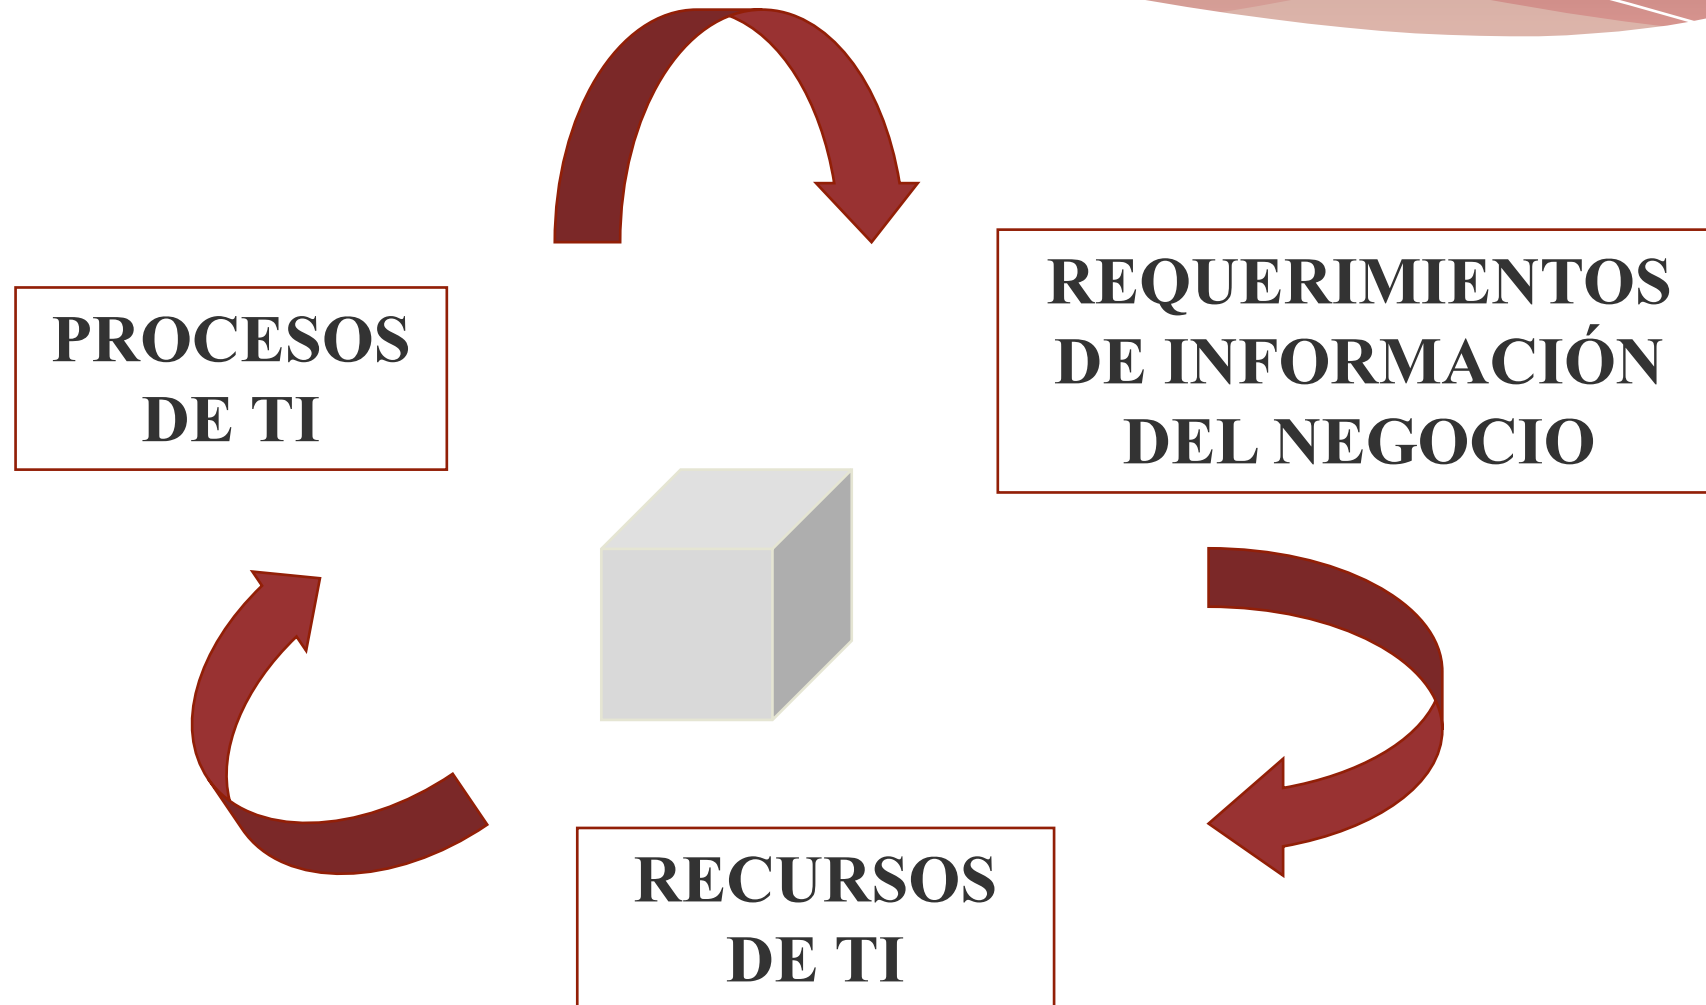 PROCESOS
DE TI
REQUERIMIENTOS
DE INFORMACIÓN
DEL NEGOCIO
RECURSOS
DE TI